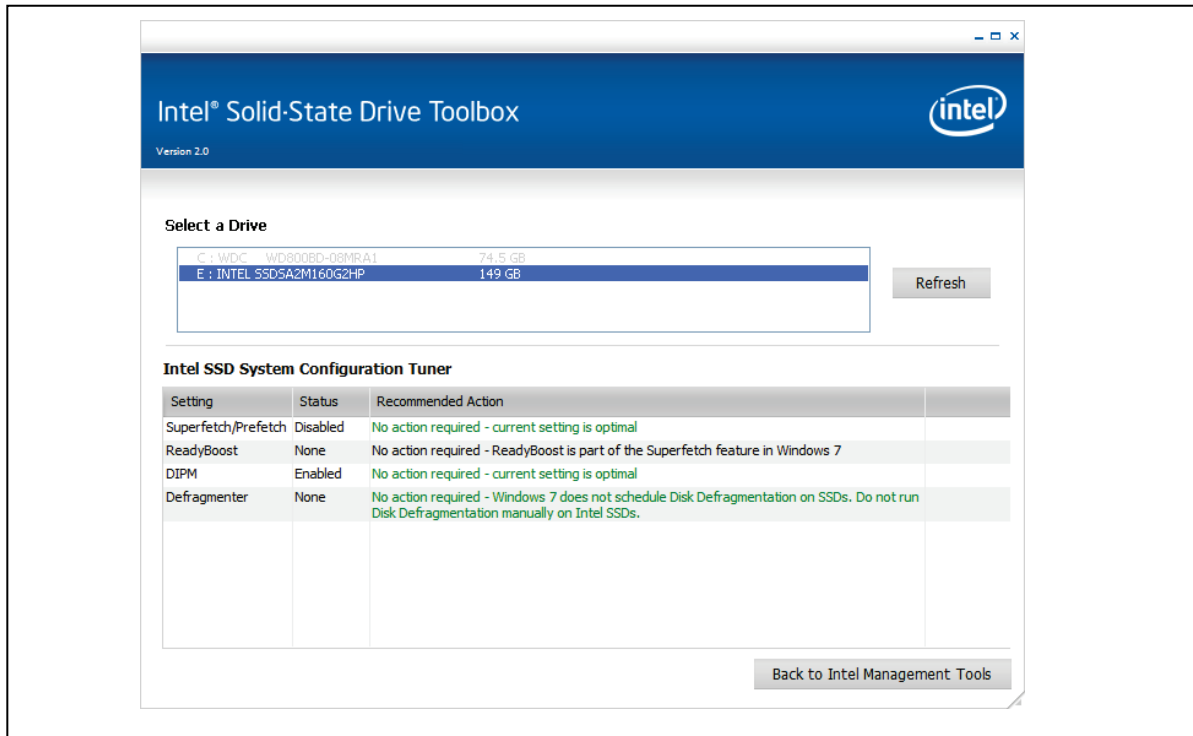 Intel® Solid-State Drive Toolbox
intel
Version 2.0
Select a Drive
C : WDC WD800BD-08MRA1 74.5 GB
E : INTEL SSDSA2M160G2HP 149 GB
Refresh
Intel SSD System Configuration Tuner
Setting Status Recommended Action
Superfetch/Prefetch Disabled No action required - current setting is optimal
ReadyBoost None No action required - ReadyBoost is part of the Superfetch feature in Windows 7
DIPM Enabled No action required - current setting is optimal
Defragmenter None No action required - Windows 7 does not schedule Disk Defragmentation on SSDs. Do not run
Disk Defragmentation manually on Intel SSDs.
Back to Intel Management Tools